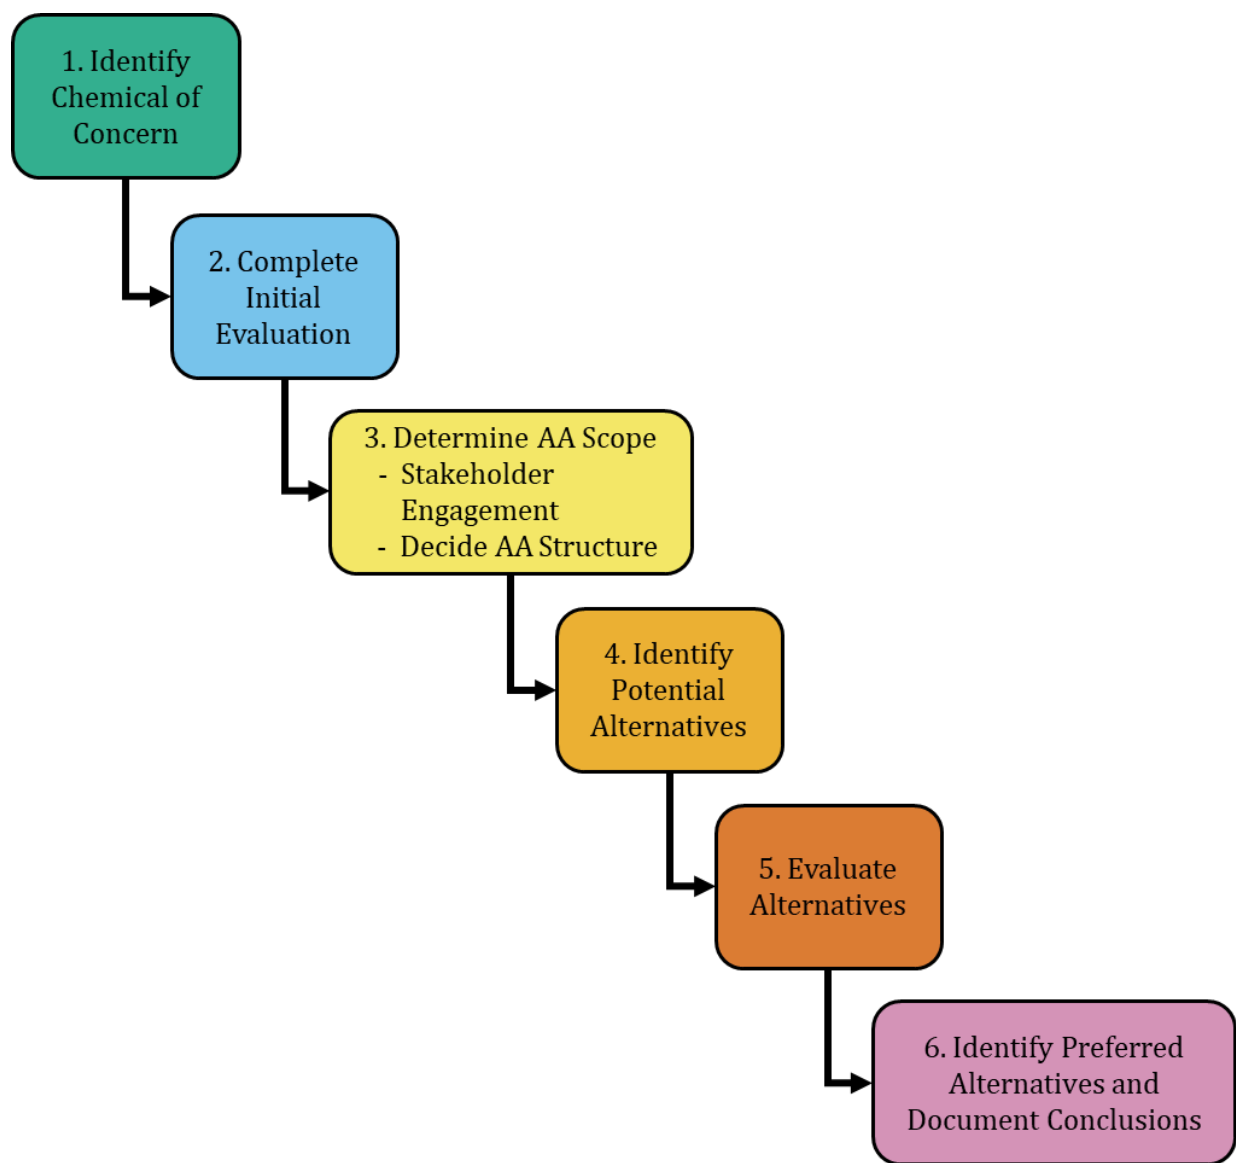 1. Identify
Chemical of
Concern
2. Complete
Initial
Evaluation
3. Determine AA Scope
- Stakeholder
Engagement
- Decide AA Structure
4. Identify
Potential
Alternatives
5. Evaluate
Alternatives
6. Identify Preferred
Alternatives and
Document Conclusions